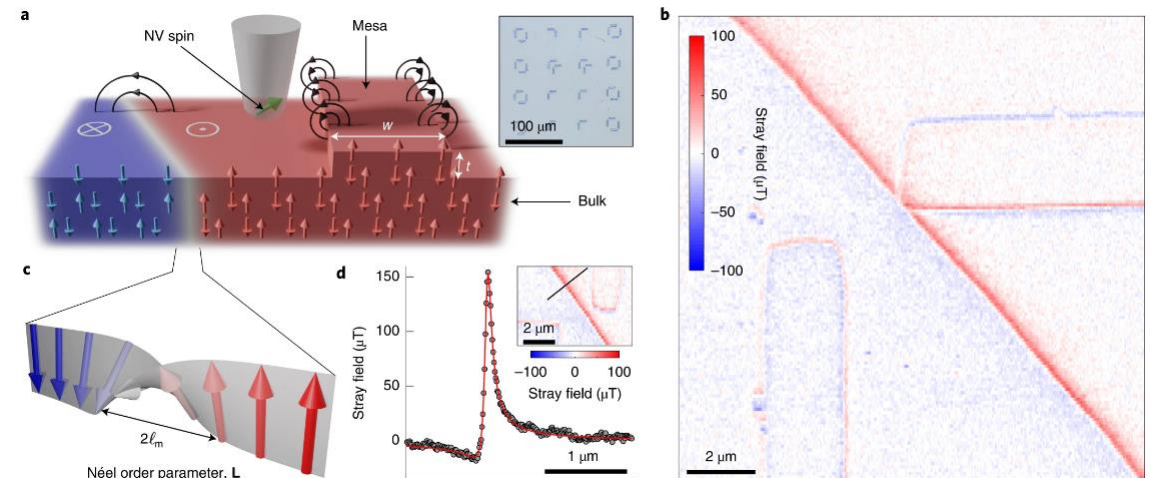 a
NV spin
Mesa
w
t
Bulk
100 μm
b
100
50
0
−50
−100
Stray field (μT)
2 μm
c
2ℓm
Néel order parameter, L
d
150
100
50
0
Stray field (μT)
2 μm
−100 0 100
Stray field (μT)
1 μm